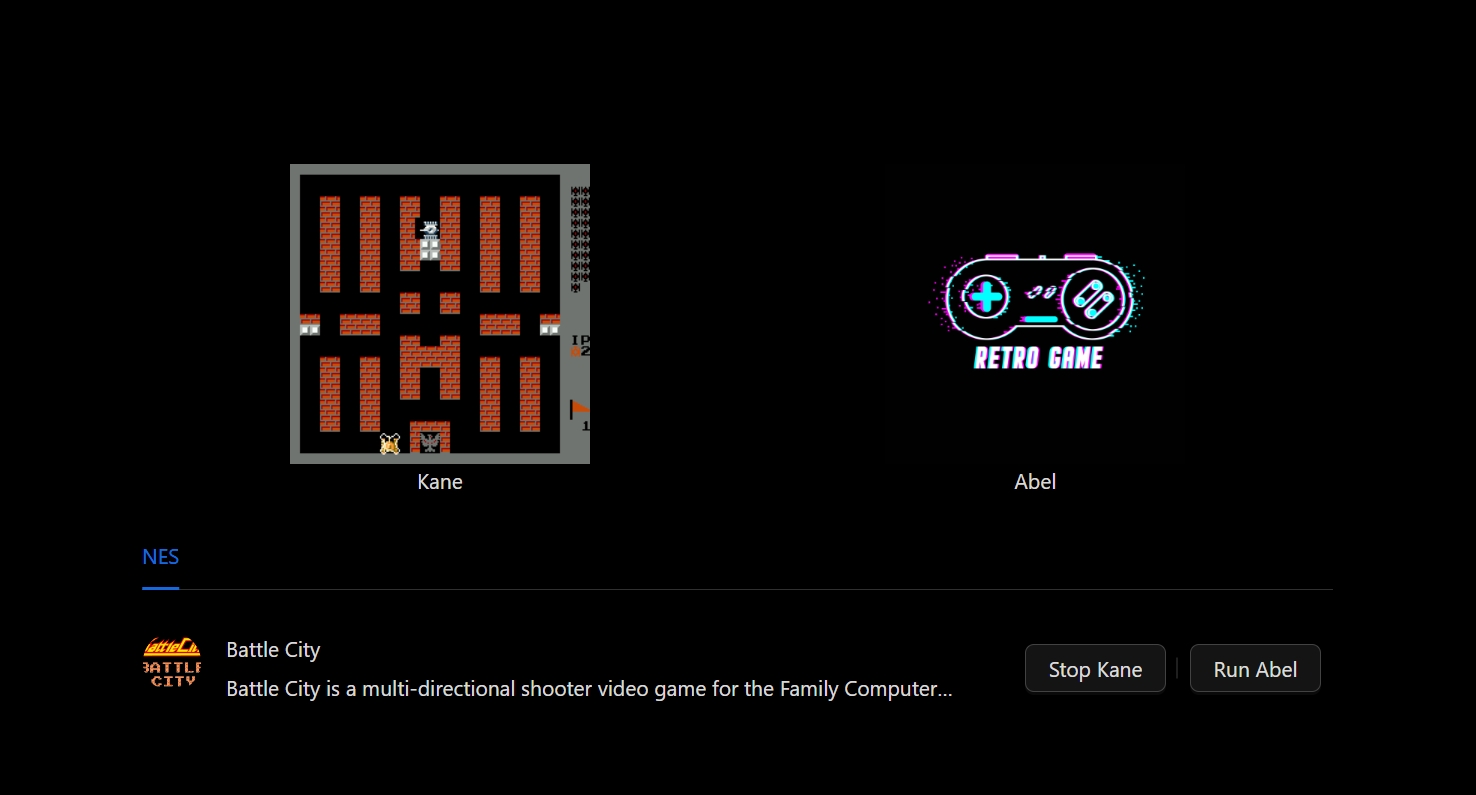 IP
2
1
RETRO GAME
Kane
Abel
NES
BATTLE
CITY
Battle City
Battle City is a multi-directional shooter video game for the Family Computer...
Stop Kane
Run Abel